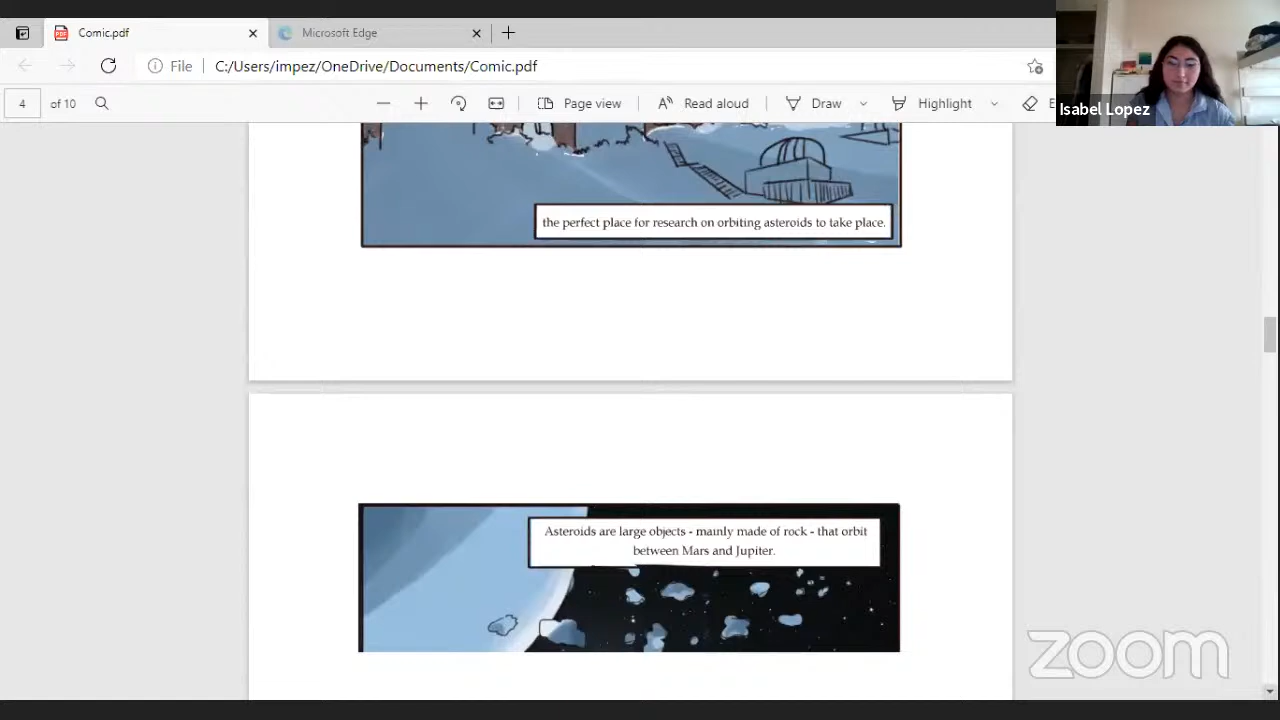 Comic.pdf
Microsoft Edge
File
C:/Users/impez/OneDrive/Documents/Comic.pdf
4 of 10
Page view
Read aloud
Draw
Highlight
E
Isabel Lopez
the perfect place for research on orbiting asteroids to take place.
Asteroids are large objects - mainly made of rock - that orbit
between Mars and Jupiter.
zoom